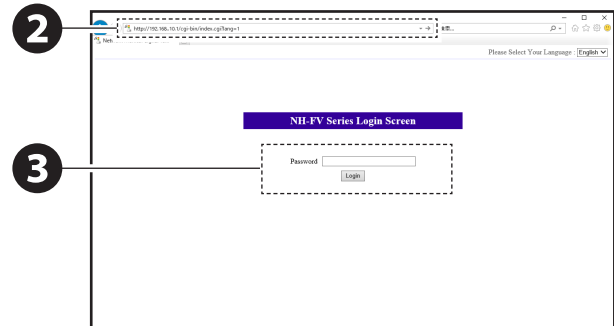 2
http://192.168.10.1/cgi-bin/index.cgi?lang=1
Please Select Your Language : English
NH-FV Series Login Screen
3
Password
Login